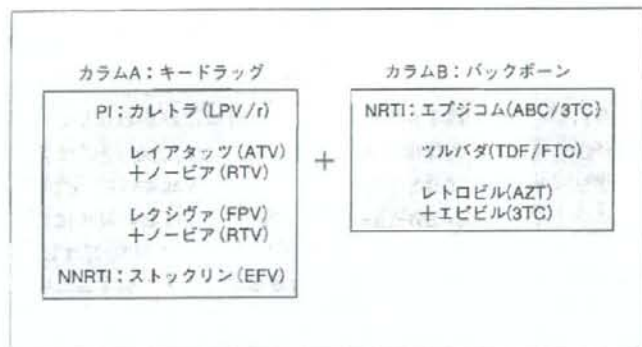 カラムA：キードラッグ
PI：カレトラ(LPV/r)
レイアタッツ(ATV)
＋ノービア(RTV)
レクシヴァ(FPV)
＋ノービア(RTV)
NNRTI：ストックリン(EFV)
＋
カラムB：バックボーン
NRTI：エプジコム(ABC/3TC)
ツルバダ(TDF/FTC)
レトロビル(AZT)
＋エピビル(3TC)